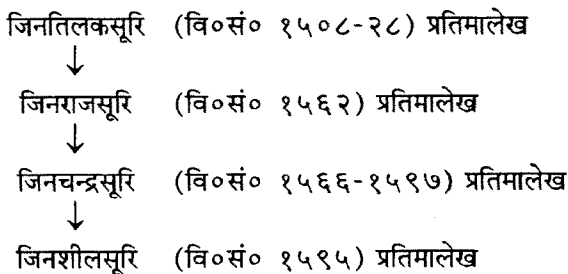 जिनतिलकसूरि (वि०सं० १५०८-२८) प्रतिमालेख
↓
जिनराजसूरि (वि०सं० १५६२) प्रतिमालेख
↓
जिनचन्द्रसूरि (वि०सं० १५६६-१५९७) प्रतिमालेख
↓
जिनशीलसूरि (वि०सं० १५९५) प्रतिमालेख